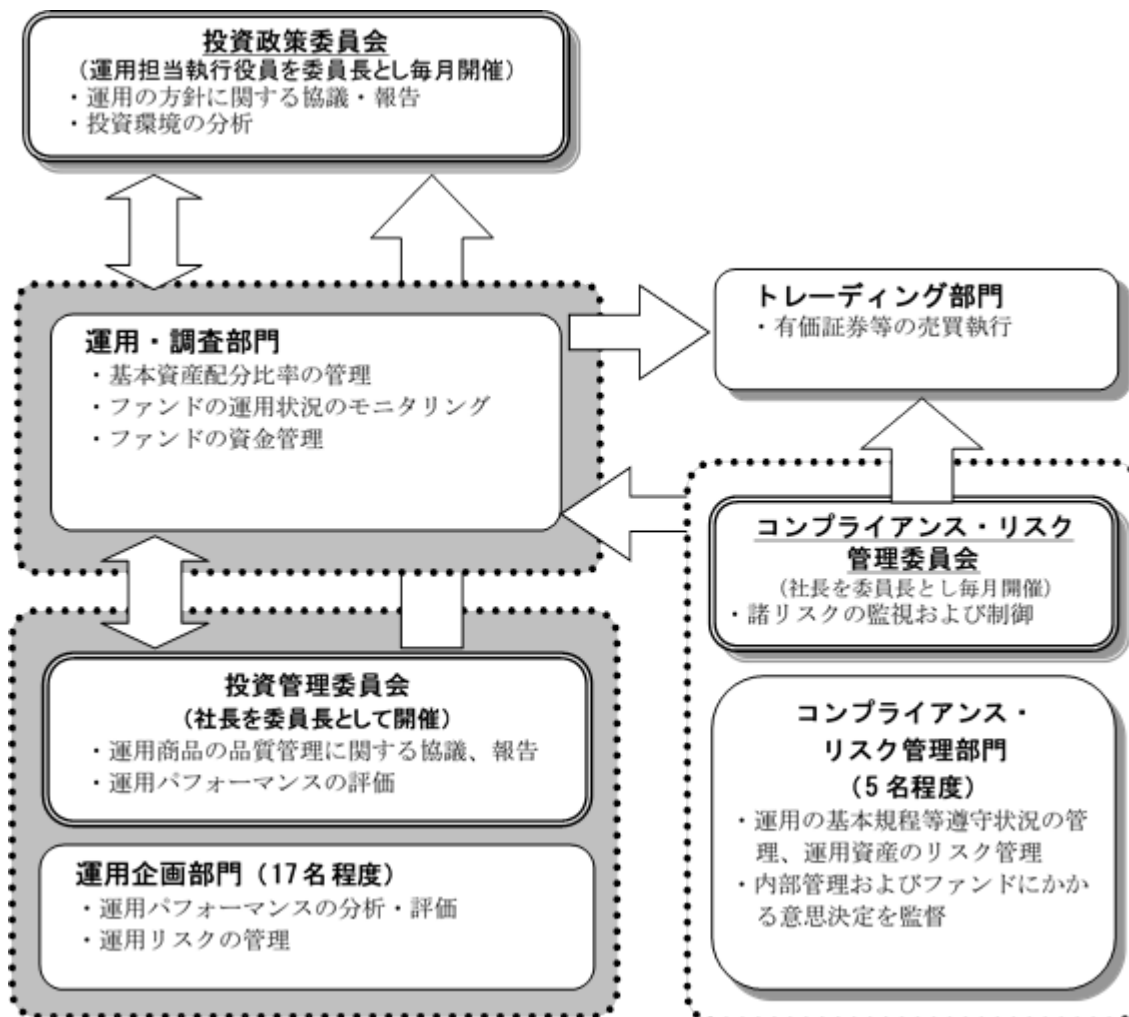 投資政策委員会
(運用担当執行役員を委員長とし毎月開催)
・運用の方針に関する協議・報告
・投資環境の分析
運用・調査部門
・基本資産配分比率の管理
・ファンドの運用状況のモニタリング
・ファンドの資金管理
トレーディング部門
・有価証券等の売買執行
投資管理委員会
(社長を委員長として開催)
・運用商品の品質管理に関する協議、報告
・運用パフォーマンスの評価
運用企画部門(17名程度)
・運用パフォーマンスの分析・評価
・運用リスクの管理
コンプライアンス・リスク
管理委員会
(社長を委員長とし毎月開催)
・諸リスクの監視および制御
コンプライアンス・
リスク管理部門
(5名程度)
・運用の基本規程等遵守状況の管
理、運用資産のリスク管理
・内部管理およびファンドにかか
る意思決定を監督